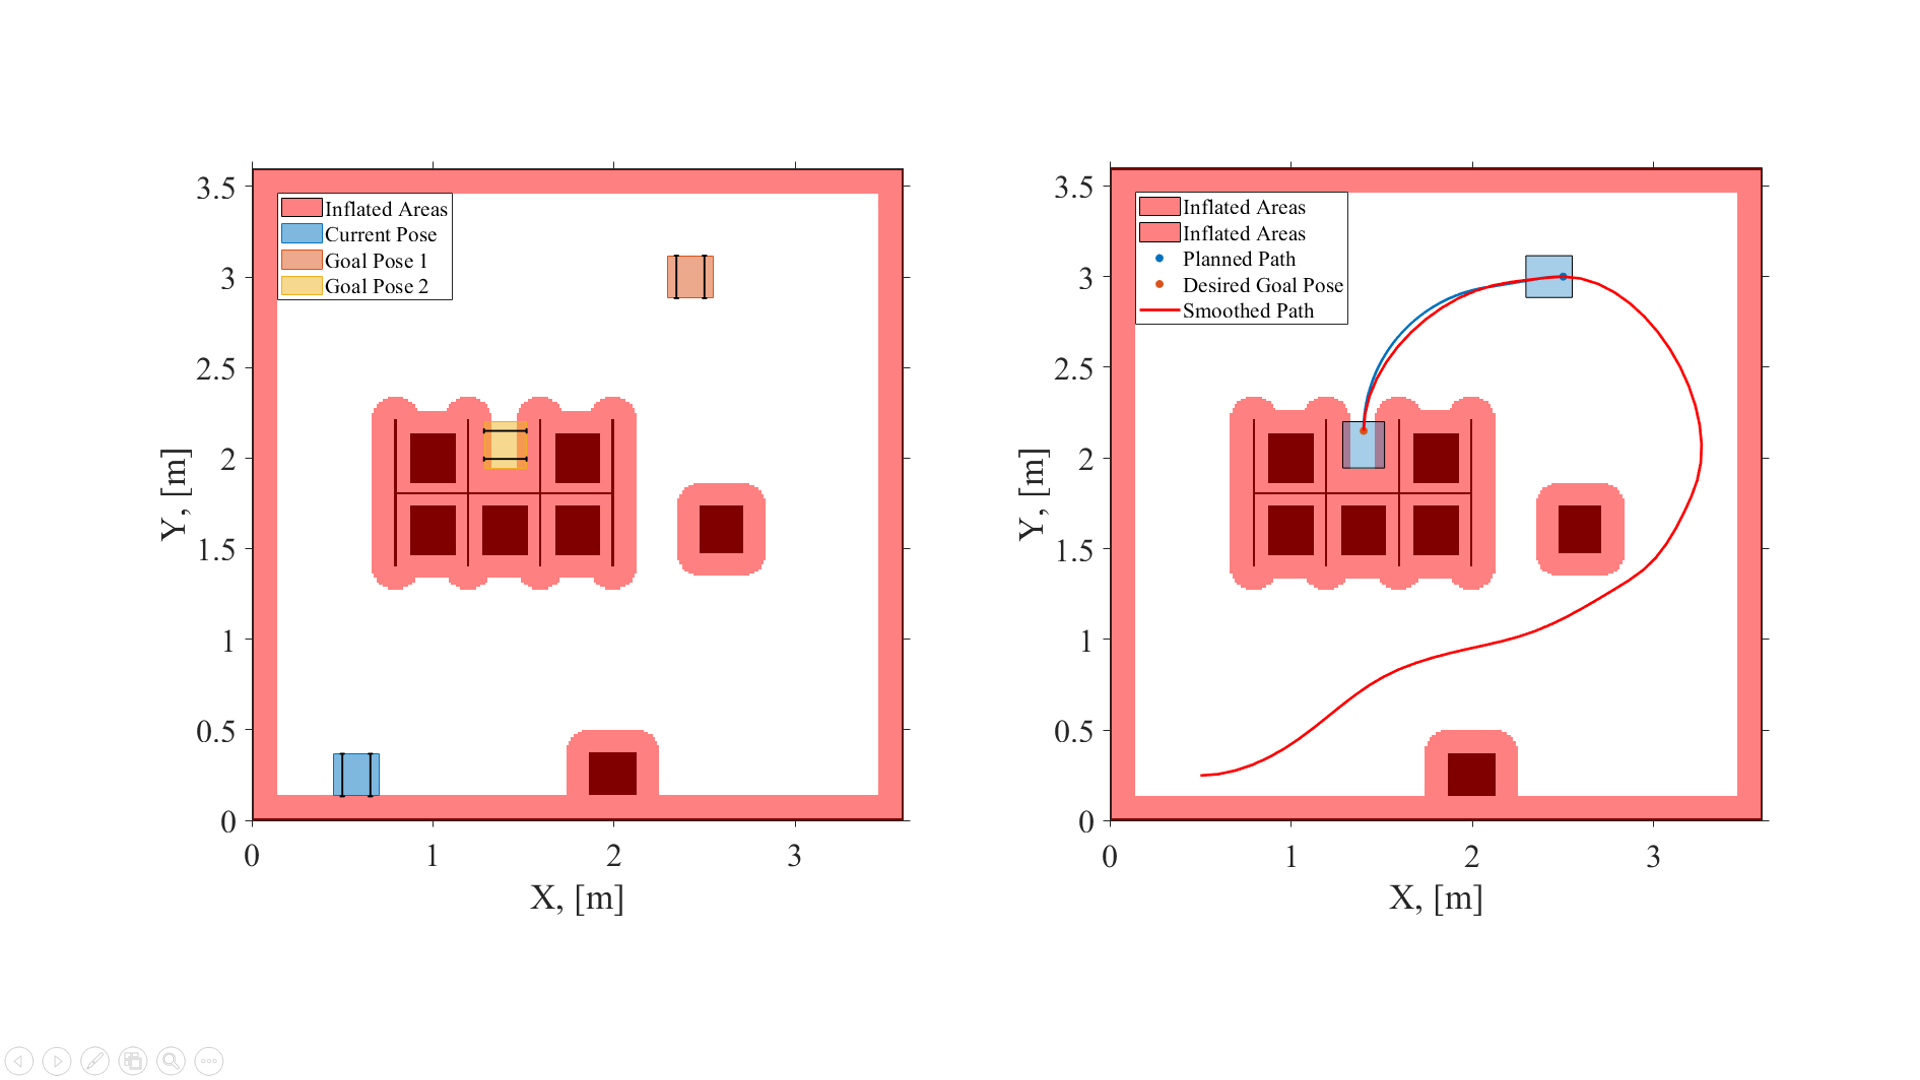 3.5
3
2.5
2
1.5
1
0.5
0
Y, [m]
Inflated Areas
Current Pose
Goal Pose 1
Goal Pose 2
0 1 2 3
X, [m]
3.5
3
2.5
2
1.5
1
0.5
0
Y, [m]
Inflated Areas
Inflated Areas
Planned Path
Desired Goal Pose
Smoothed Path
0 1 2 3
X, [m]